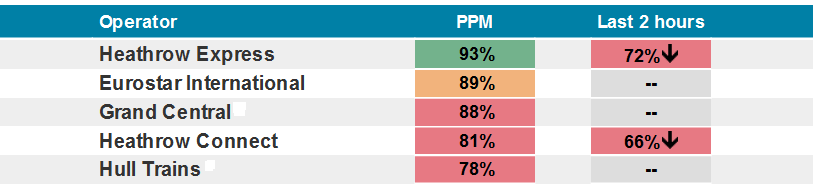 Operator PPM Last 2 hours
Heathrow Express 93% 72%↓
Eurostar International 89% --
Grand Central 88% --
Heathrow Connect 81% 66%↓
Hull Trains 78% --